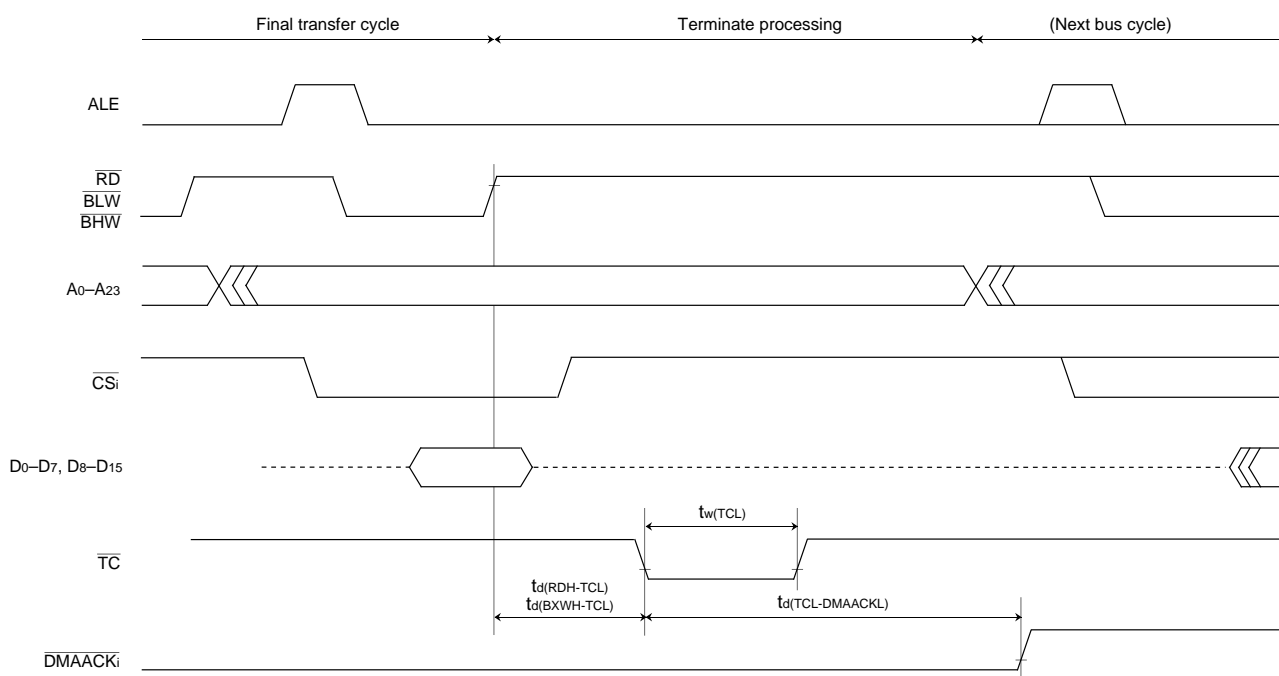 Final transfer cycle
Terminate processing
(Next bus cycle)
ALE
RD
BLW
BHW
A0–A23
CSi
D0–D7, D8–D15
tw(TCL)
TC
td(RDH-TCL)
td(BXWH-TCL)
td(TCL-DMAACKL)
DMAACKi